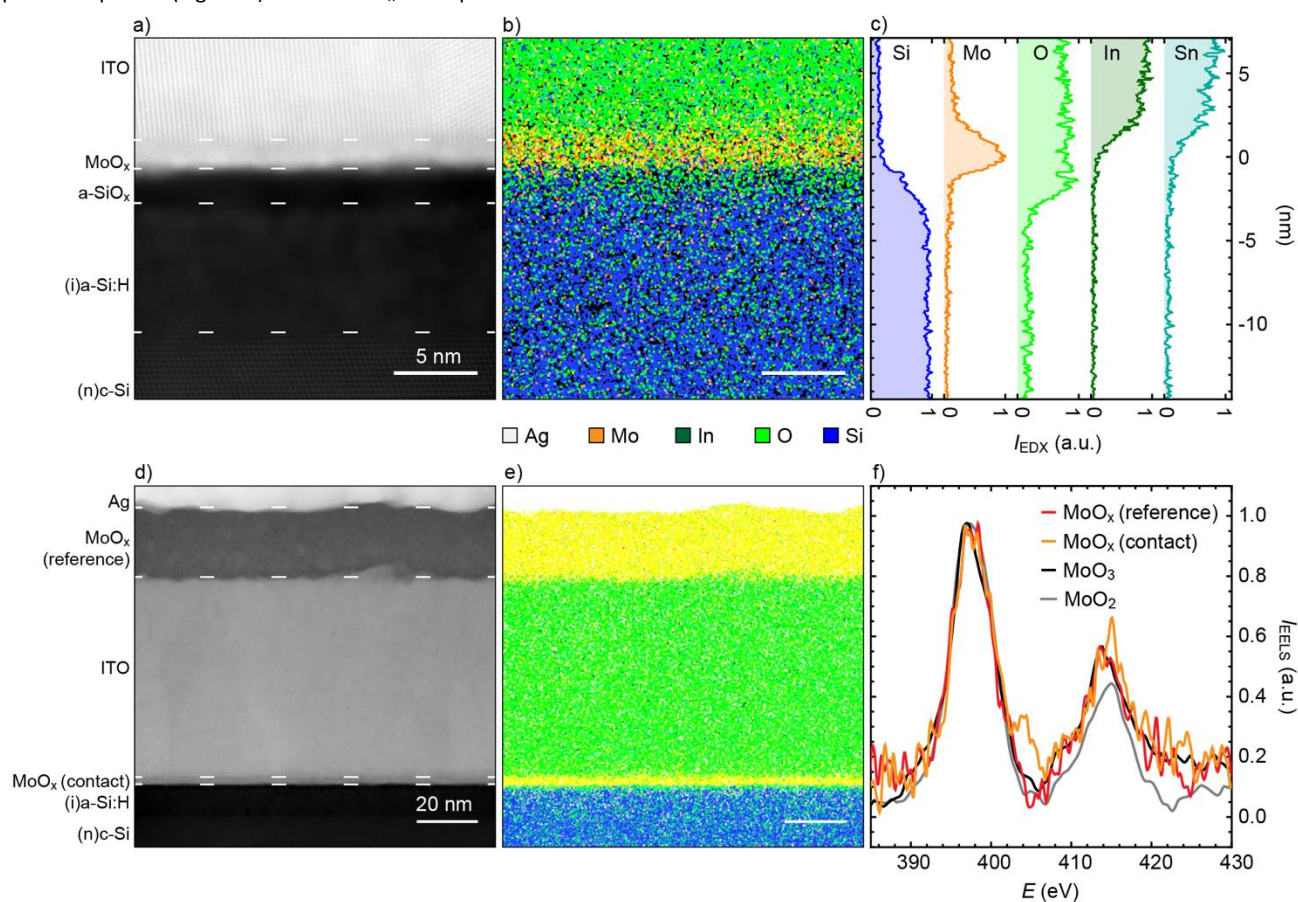 a)
b)
c)
ITO
MoOx
a-SiOx
(i)a-Si:H
(n)c-Si
5 nm
Si
Mo
O
In
Sn
5
0
-5
-10
(nm)
0 1 0 1 0 1 0 1 0 1
IEDX (a.u.)
Ag
Mo
In
O
Si
d)
e)
f)
Ag
MoOx
(reference)
ITO
MoOx (contact)
(i)a-Si:H
(n)c-Si
20 nm
MoOx (reference)
MoOx (contact)
MoO3
MoO2
1.0
0.8
0.6
0.4
0.2
0.0
IEELS (a.u.)
390 400 410 420 430
E (eV)